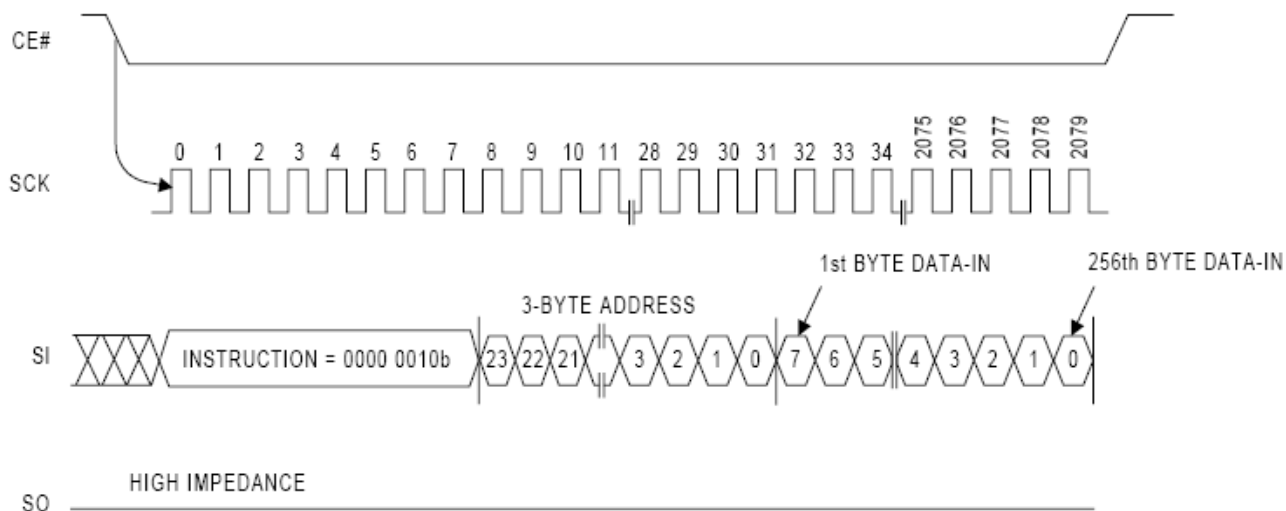 CE#
0 1 2 3 4 5 6 7 8 9 10 11 28 29 30 31 32 33 34 2075 2076 2077 2078 2079
SCK
1st BYTE DATA-IN 256th BYTE DATA-IN
3-BYTE ADDRESS
SI INSTRUCTION = 0000 0010b 23 22 21 3 2 1 0 7 6 5 4 3 2 1 0
HIGH IMPEDANCE
SO